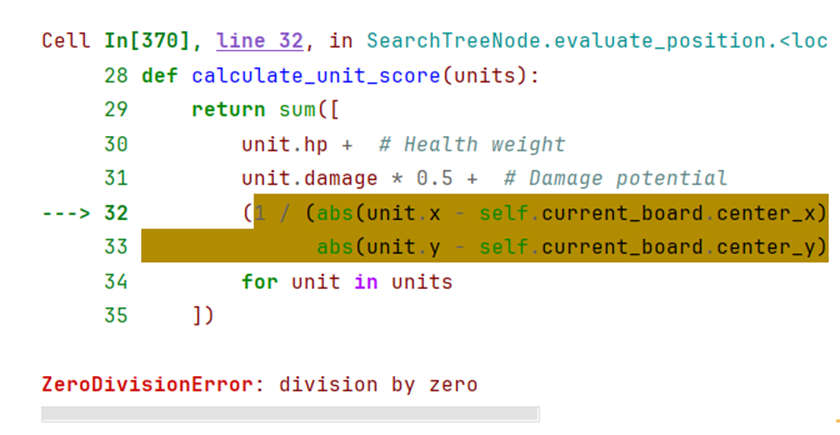 Cell In[370], line 32, in SearchTreeNode.evaluate_position.<loc
28 def calculate_unit_score(units):
29 return sum([
30 unit.hp + # Health weight
31 unit.damage * 0.5 + # Damage potential
---> 32 (1 / (abs(unit.x - self.current_board.center_x)
33 abs(unit.y - self.current_board.center_y)
34 for unit in units
35 ])
ZeroDivisionError: division by zero